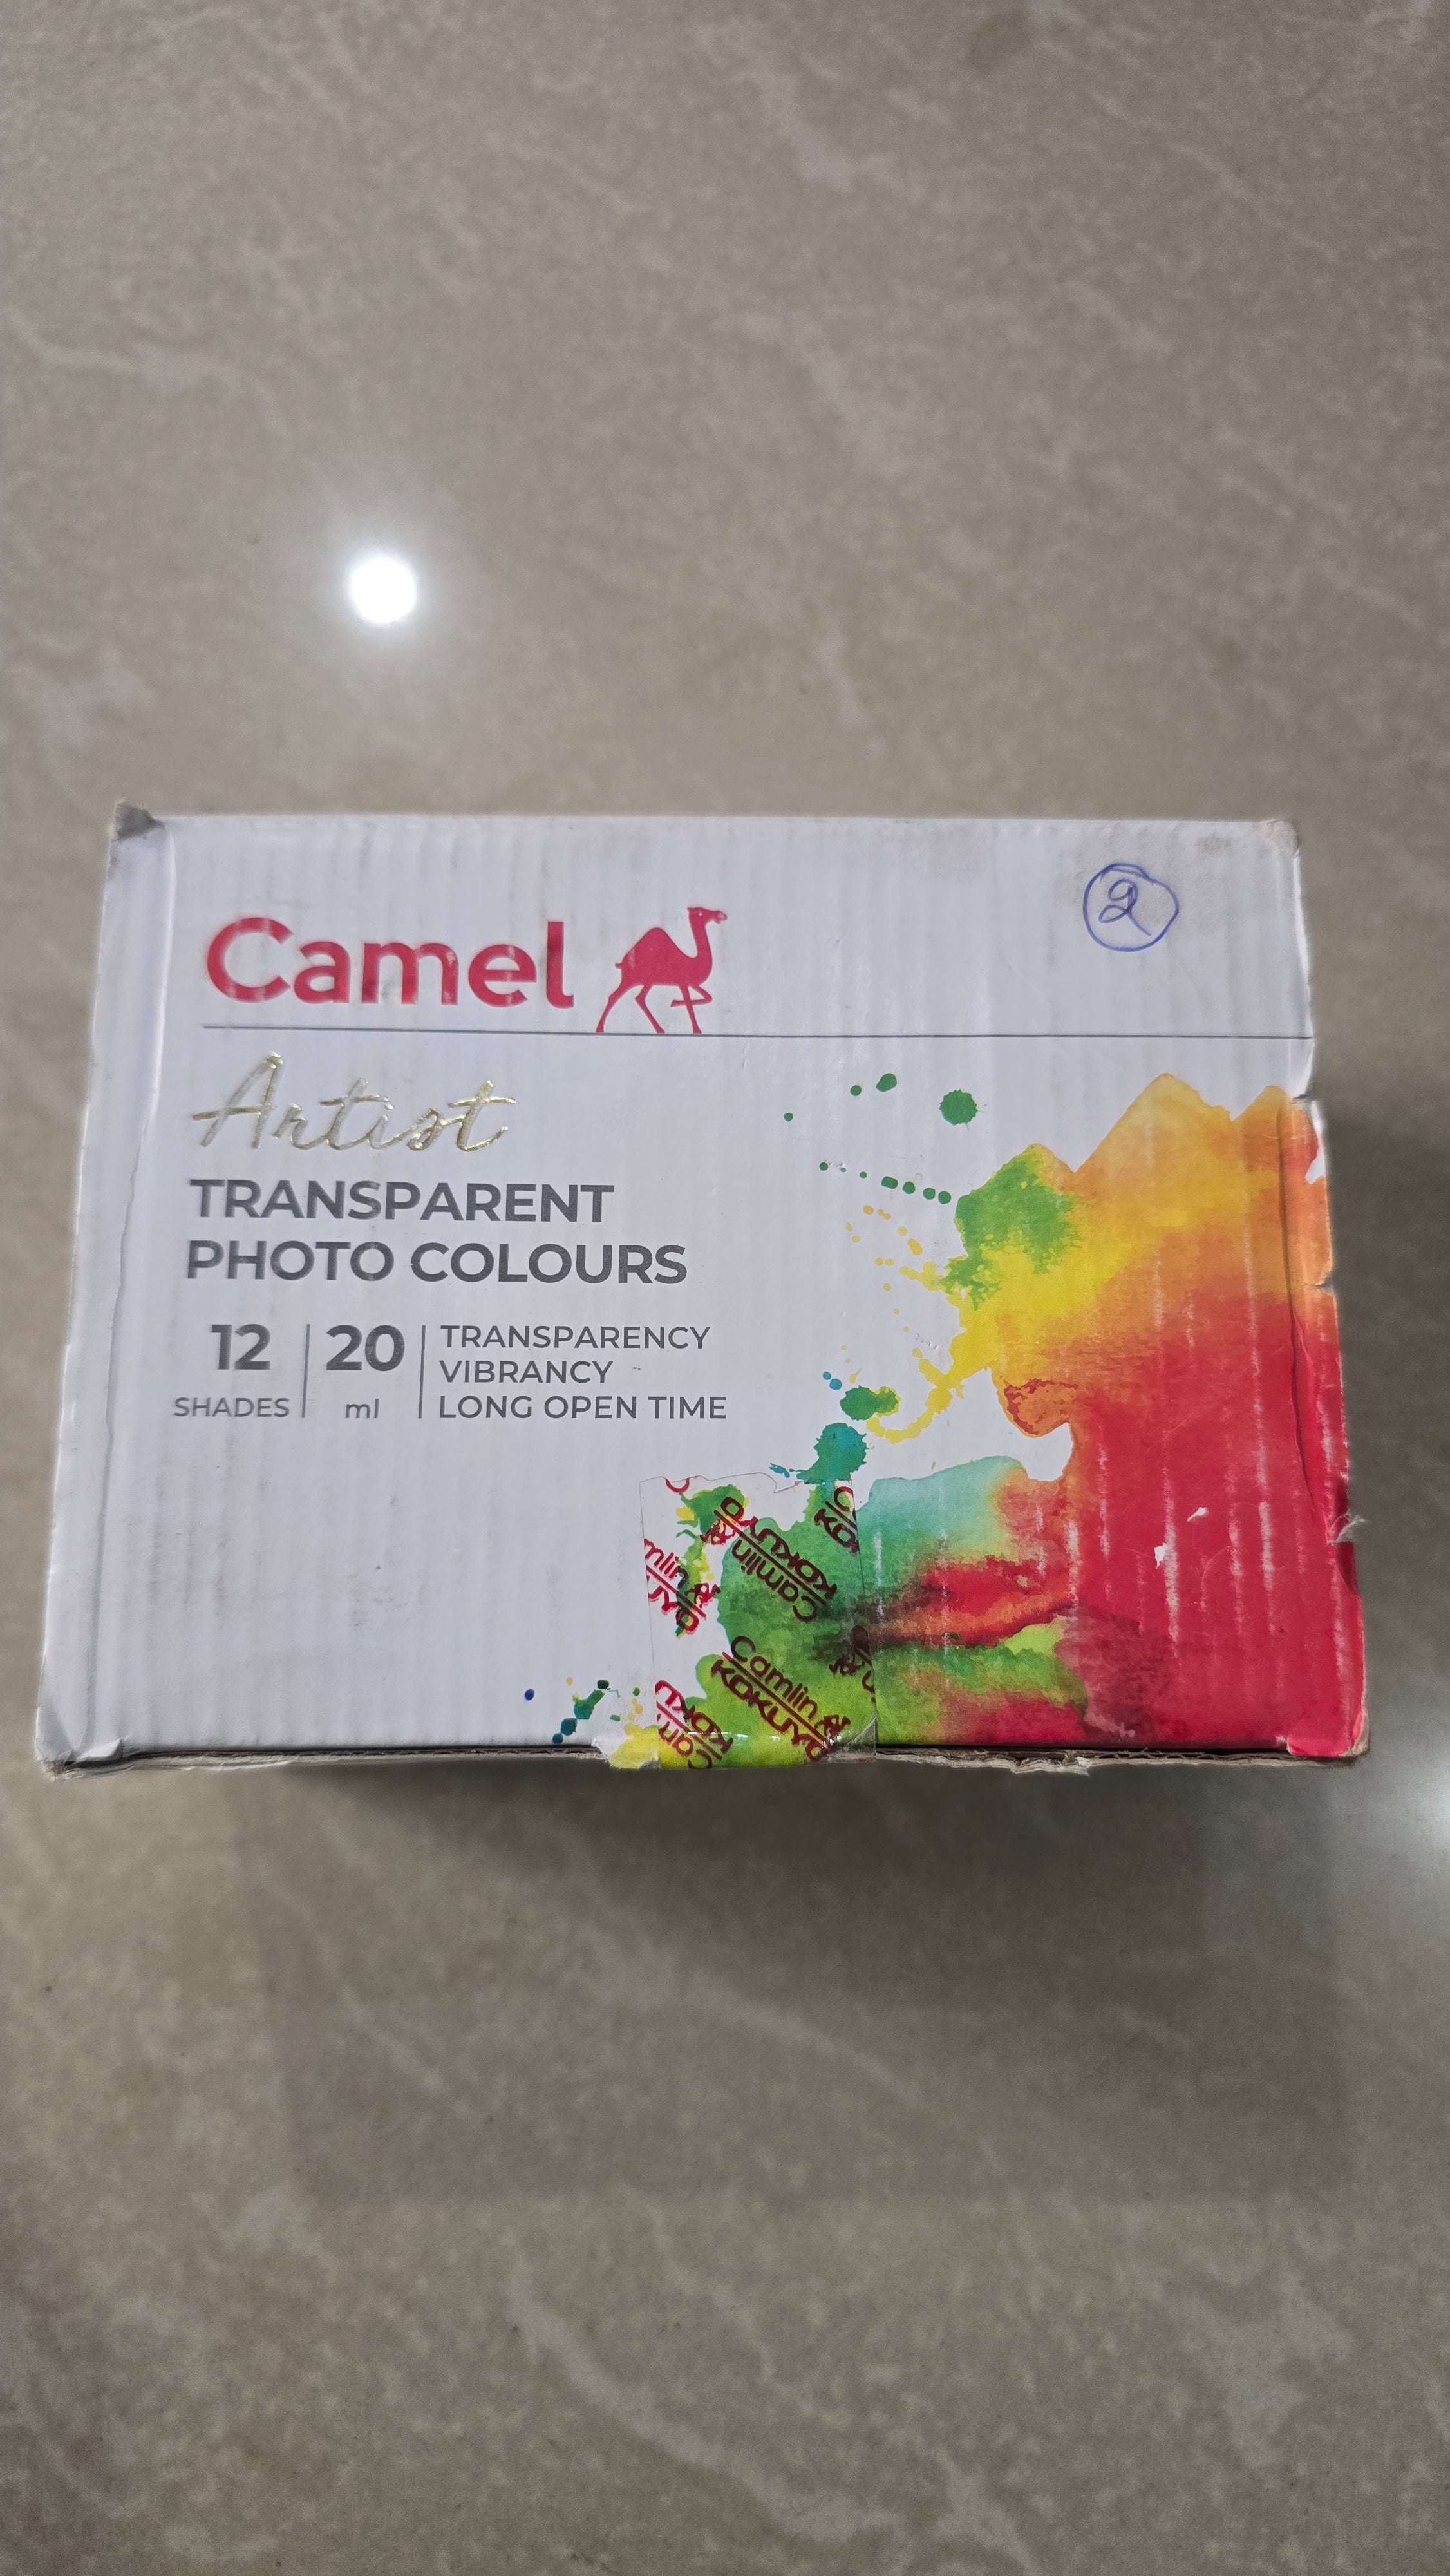 Camel
2
Artist
TRANSPARENT
PHOTO COLOURS
12
SHADES
20
ml
TRANSPARENCY
VIBRANCY
LONG OPEN TIME
Camlin
KOKUYO
Camlin
KOKUYO